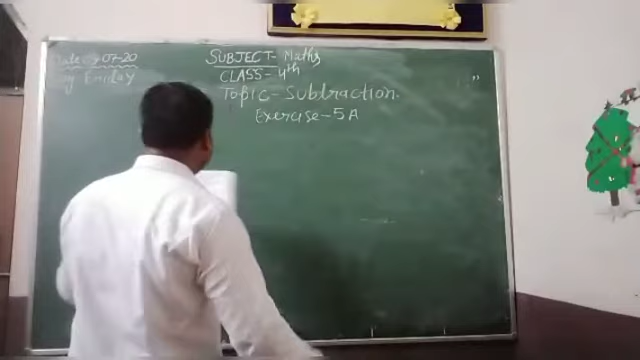 SUBJECT- Maths
CLASS- 4th
Topic- Subtraction.
Exercise-5A